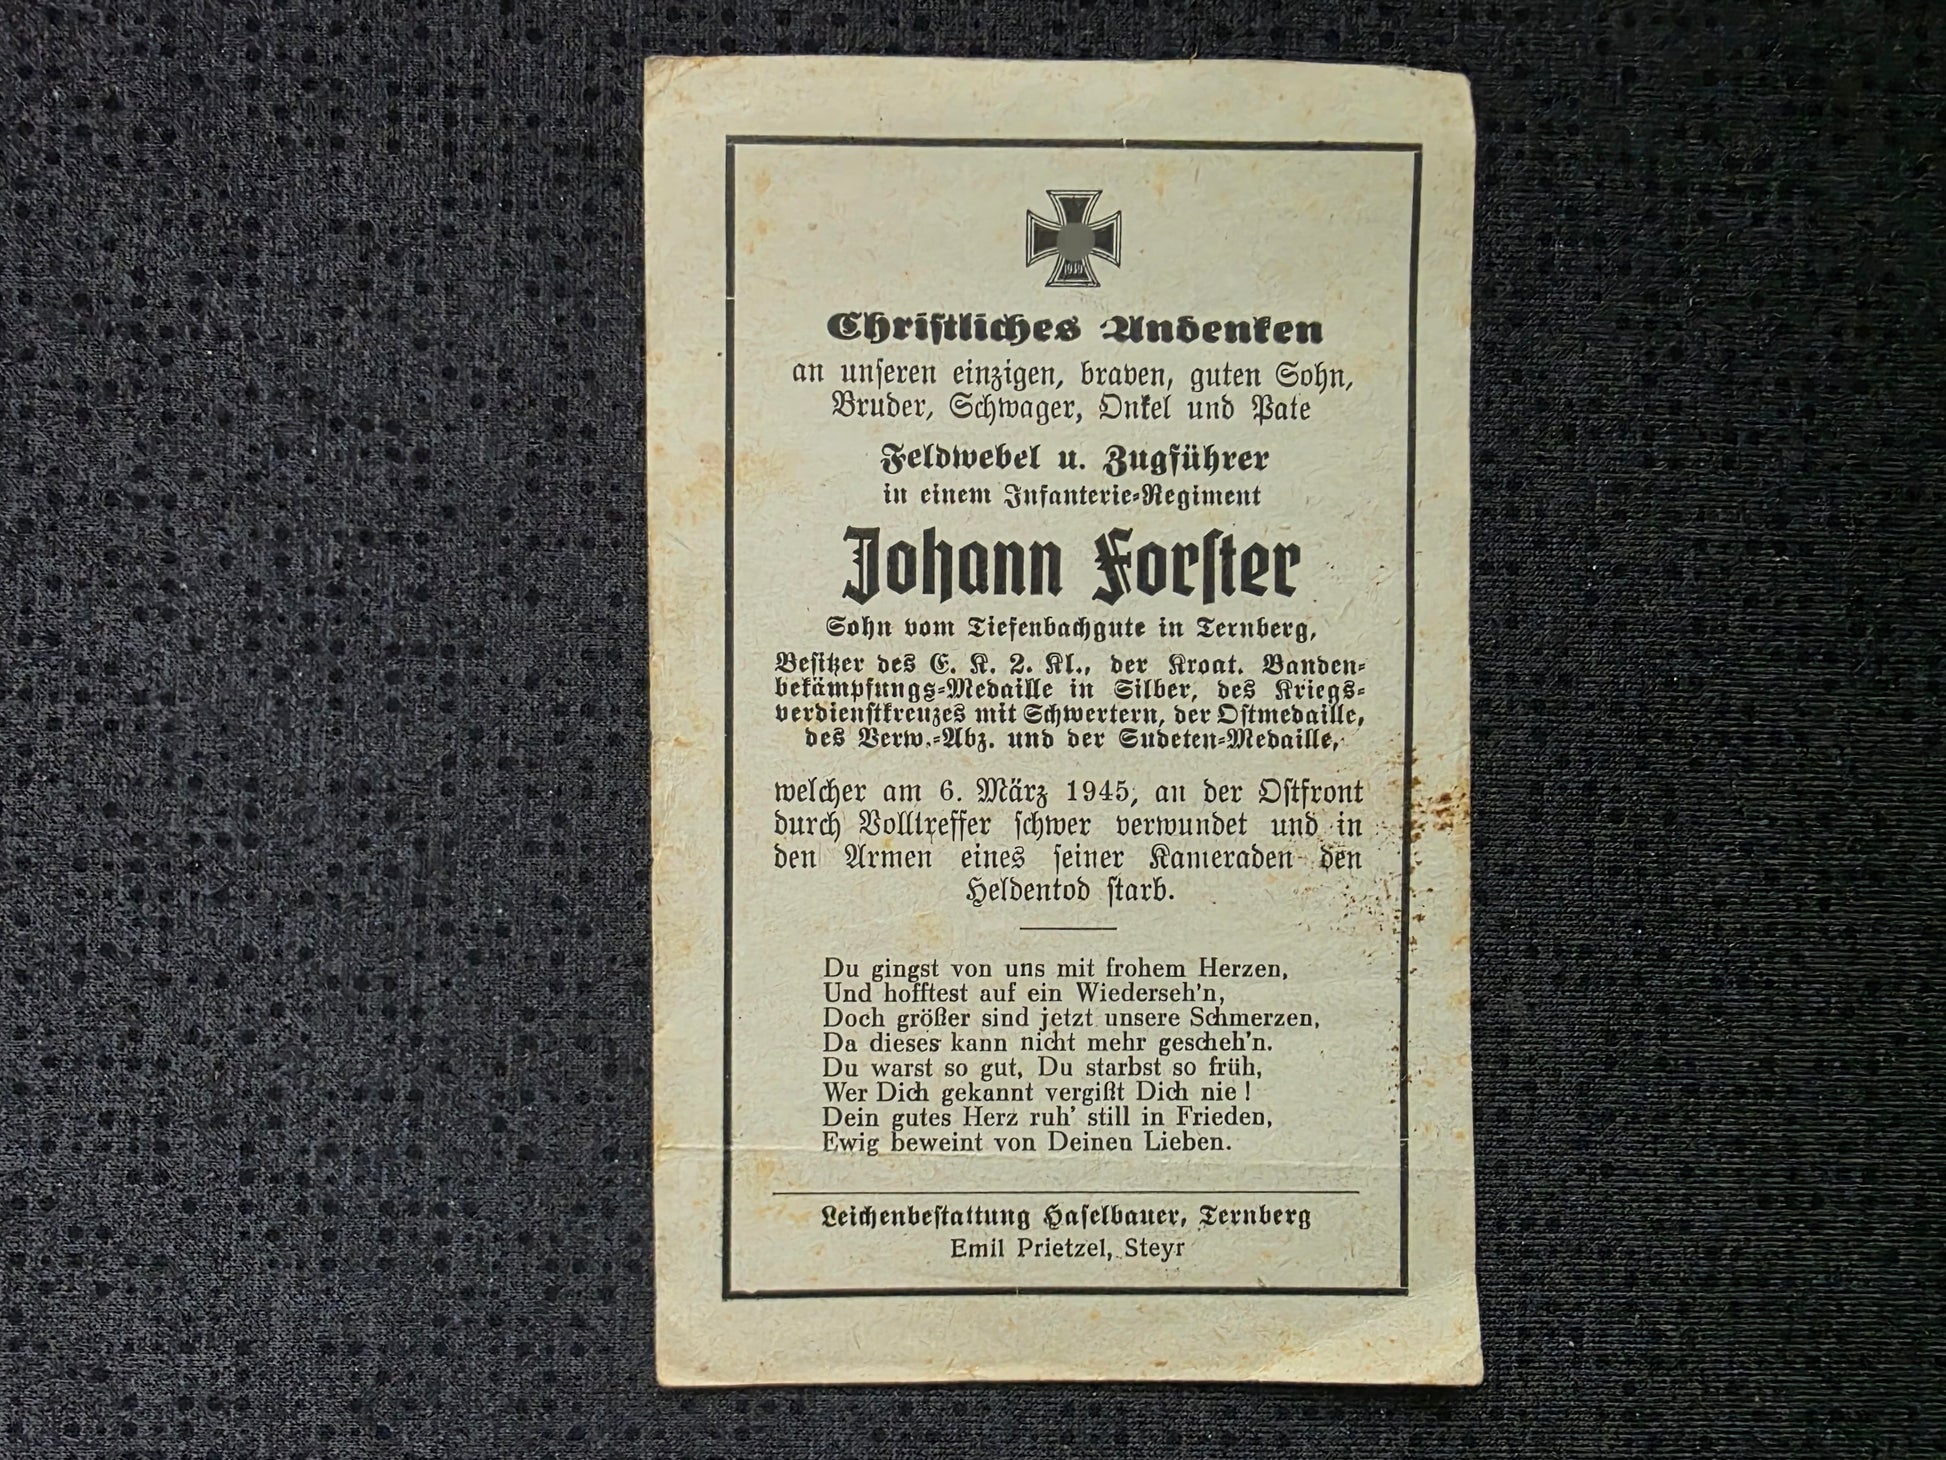 1939
Christliches Andenken
an unseren einzigen, braven, guten Sohn,
Bruder, Schwager, Onkel und Pate
Feldwebel u. Zugführer
in einem Infanterie-Regiment
Johann Forster
Sohn vom Tiefenbachgute in Ternberg,
Besitzer des E. K. 2. Kl., der Kroat. Banden-
bekämpfungs-Medaille in Silber, des Kriegs-
verdienstkreuzes mit Schwertern, der Ostmedaille,
des Verw.-Abz. und der Sudeten-Medaille,
welcher am 6. März 1945, an der Ostfront
durch Volltreffer schwer verwundet und in
den Armen eines seiner Kameraden den
Heldentod starb.
Du gingst von uns mit frohem Herzen,
Und hofftest auf ein Wiederseh'n,
Doch größer sind jetzt unsere Schmerzen,
Da dieses kann nicht mehr gescheh'n.
Du warst so gut, Du starbst so früh,
Wer Dich gekannt vergißt Dich nie !
Dein gutes Herz ruh' still in Frieden,
Ewig beweint von Deinen Lieben.
Leichenbestattung Haselbauer, Ternberg
Emil Prietzel, Steyr